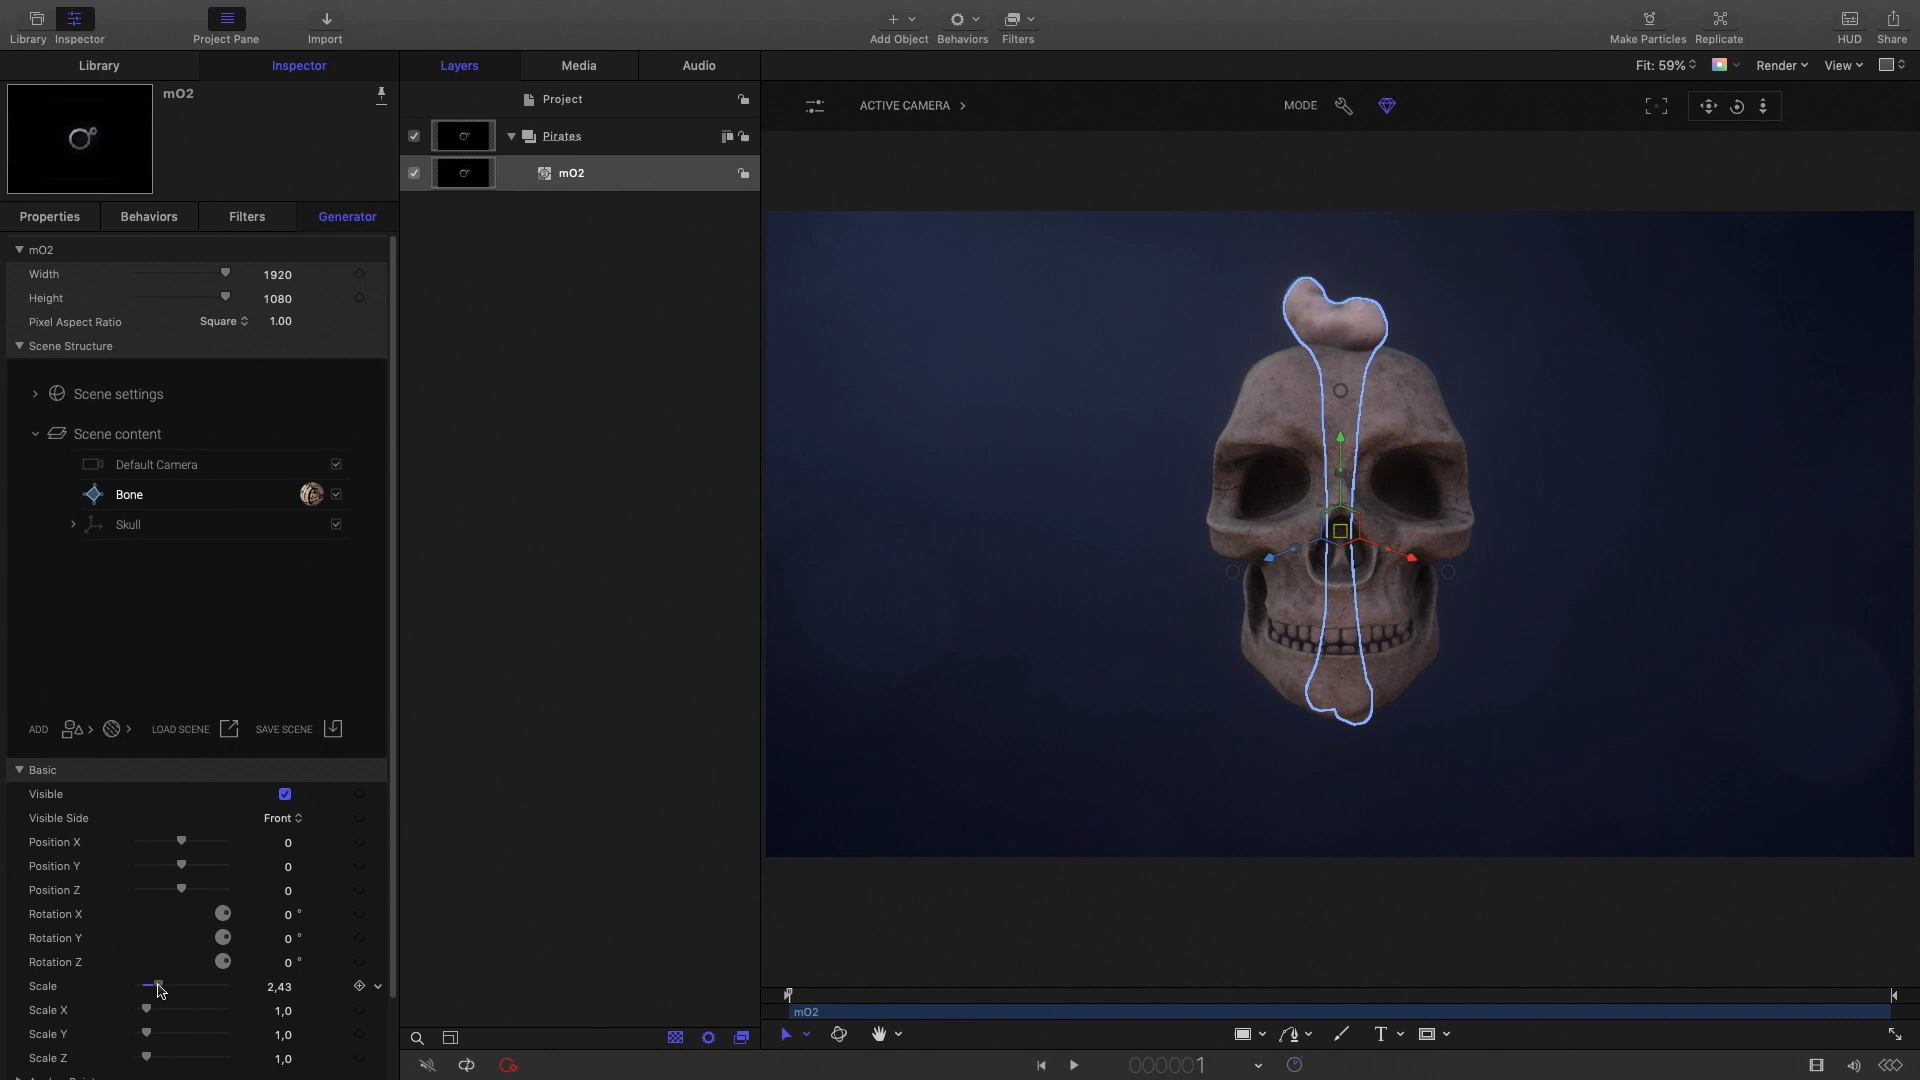 Library
Inspector
Project Pane
Import
Add Object
Behaviors
Filters
Make Particles
Replicate
HUD
Share
Library
Inspector
Layers
Media
Audio
Fit: 59%
Render
View
mO2
Project
ACTIVE CAMERA
MODE
Pirates
mO2
Properties
Behaviors
Filters
Generator
mO2
Width
1920
Height
1080
Pixel Aspect Ratio
Square
1.00
Scene Structure
Scene settings
Scene content
Default Camera
Bone
Skull
ADD
LOAD SCENE
SAVE SCENE
Basic
Visible
Visible Side
Front
Position X
0
Position Y
0
Position Z
0
Rotation X
0 °
Rotation Y
0 °
Rotation Z
0 °
Scale
2,43
Scale X
1,0
Scale Y
1,0
Scale Z
1,0
mO2
T
0000001